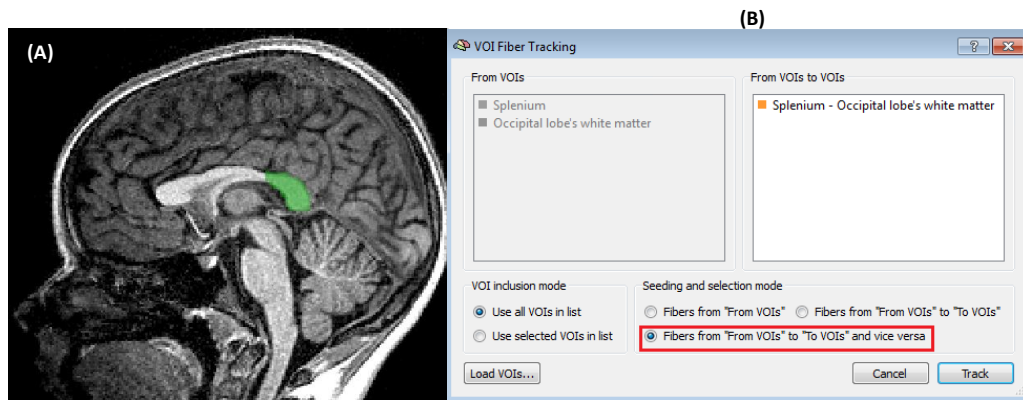 (A)
(B)
VOI Fiber Tracking
From VOIs
Splenium
Occipital lobe's white matter
From VOIs to VOIs
Splenium - Occipital lobe's white matter
VOI inclusion mode
Use all VOIs in list
Use selected VOIs in list
Seeding and selection mode
Fibers from "From VOIs" Fibers from "From VOIs" to "To VOIs"
Fibers from "From VOIs" to "To VOIs" and vice versa
Load VOIs...
Cancel Track